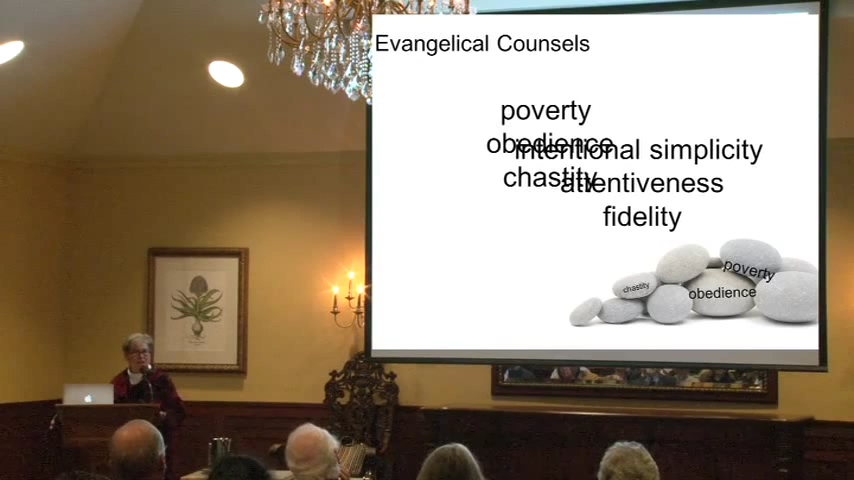 Evangelical Counsels
poverty
obedience
chastity
intentional simplicity
attentiveness
fidelity
poverty
chastity
obedience